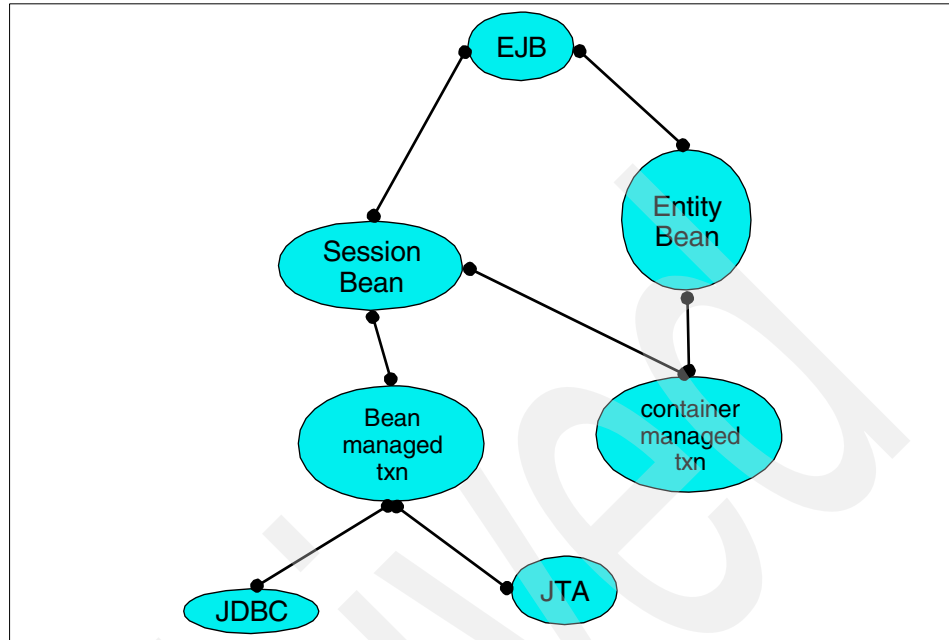 EJB
Entity
Bean
Session
Bean
Bean
managed
txn
container
managed
txn
JDBC
JTA